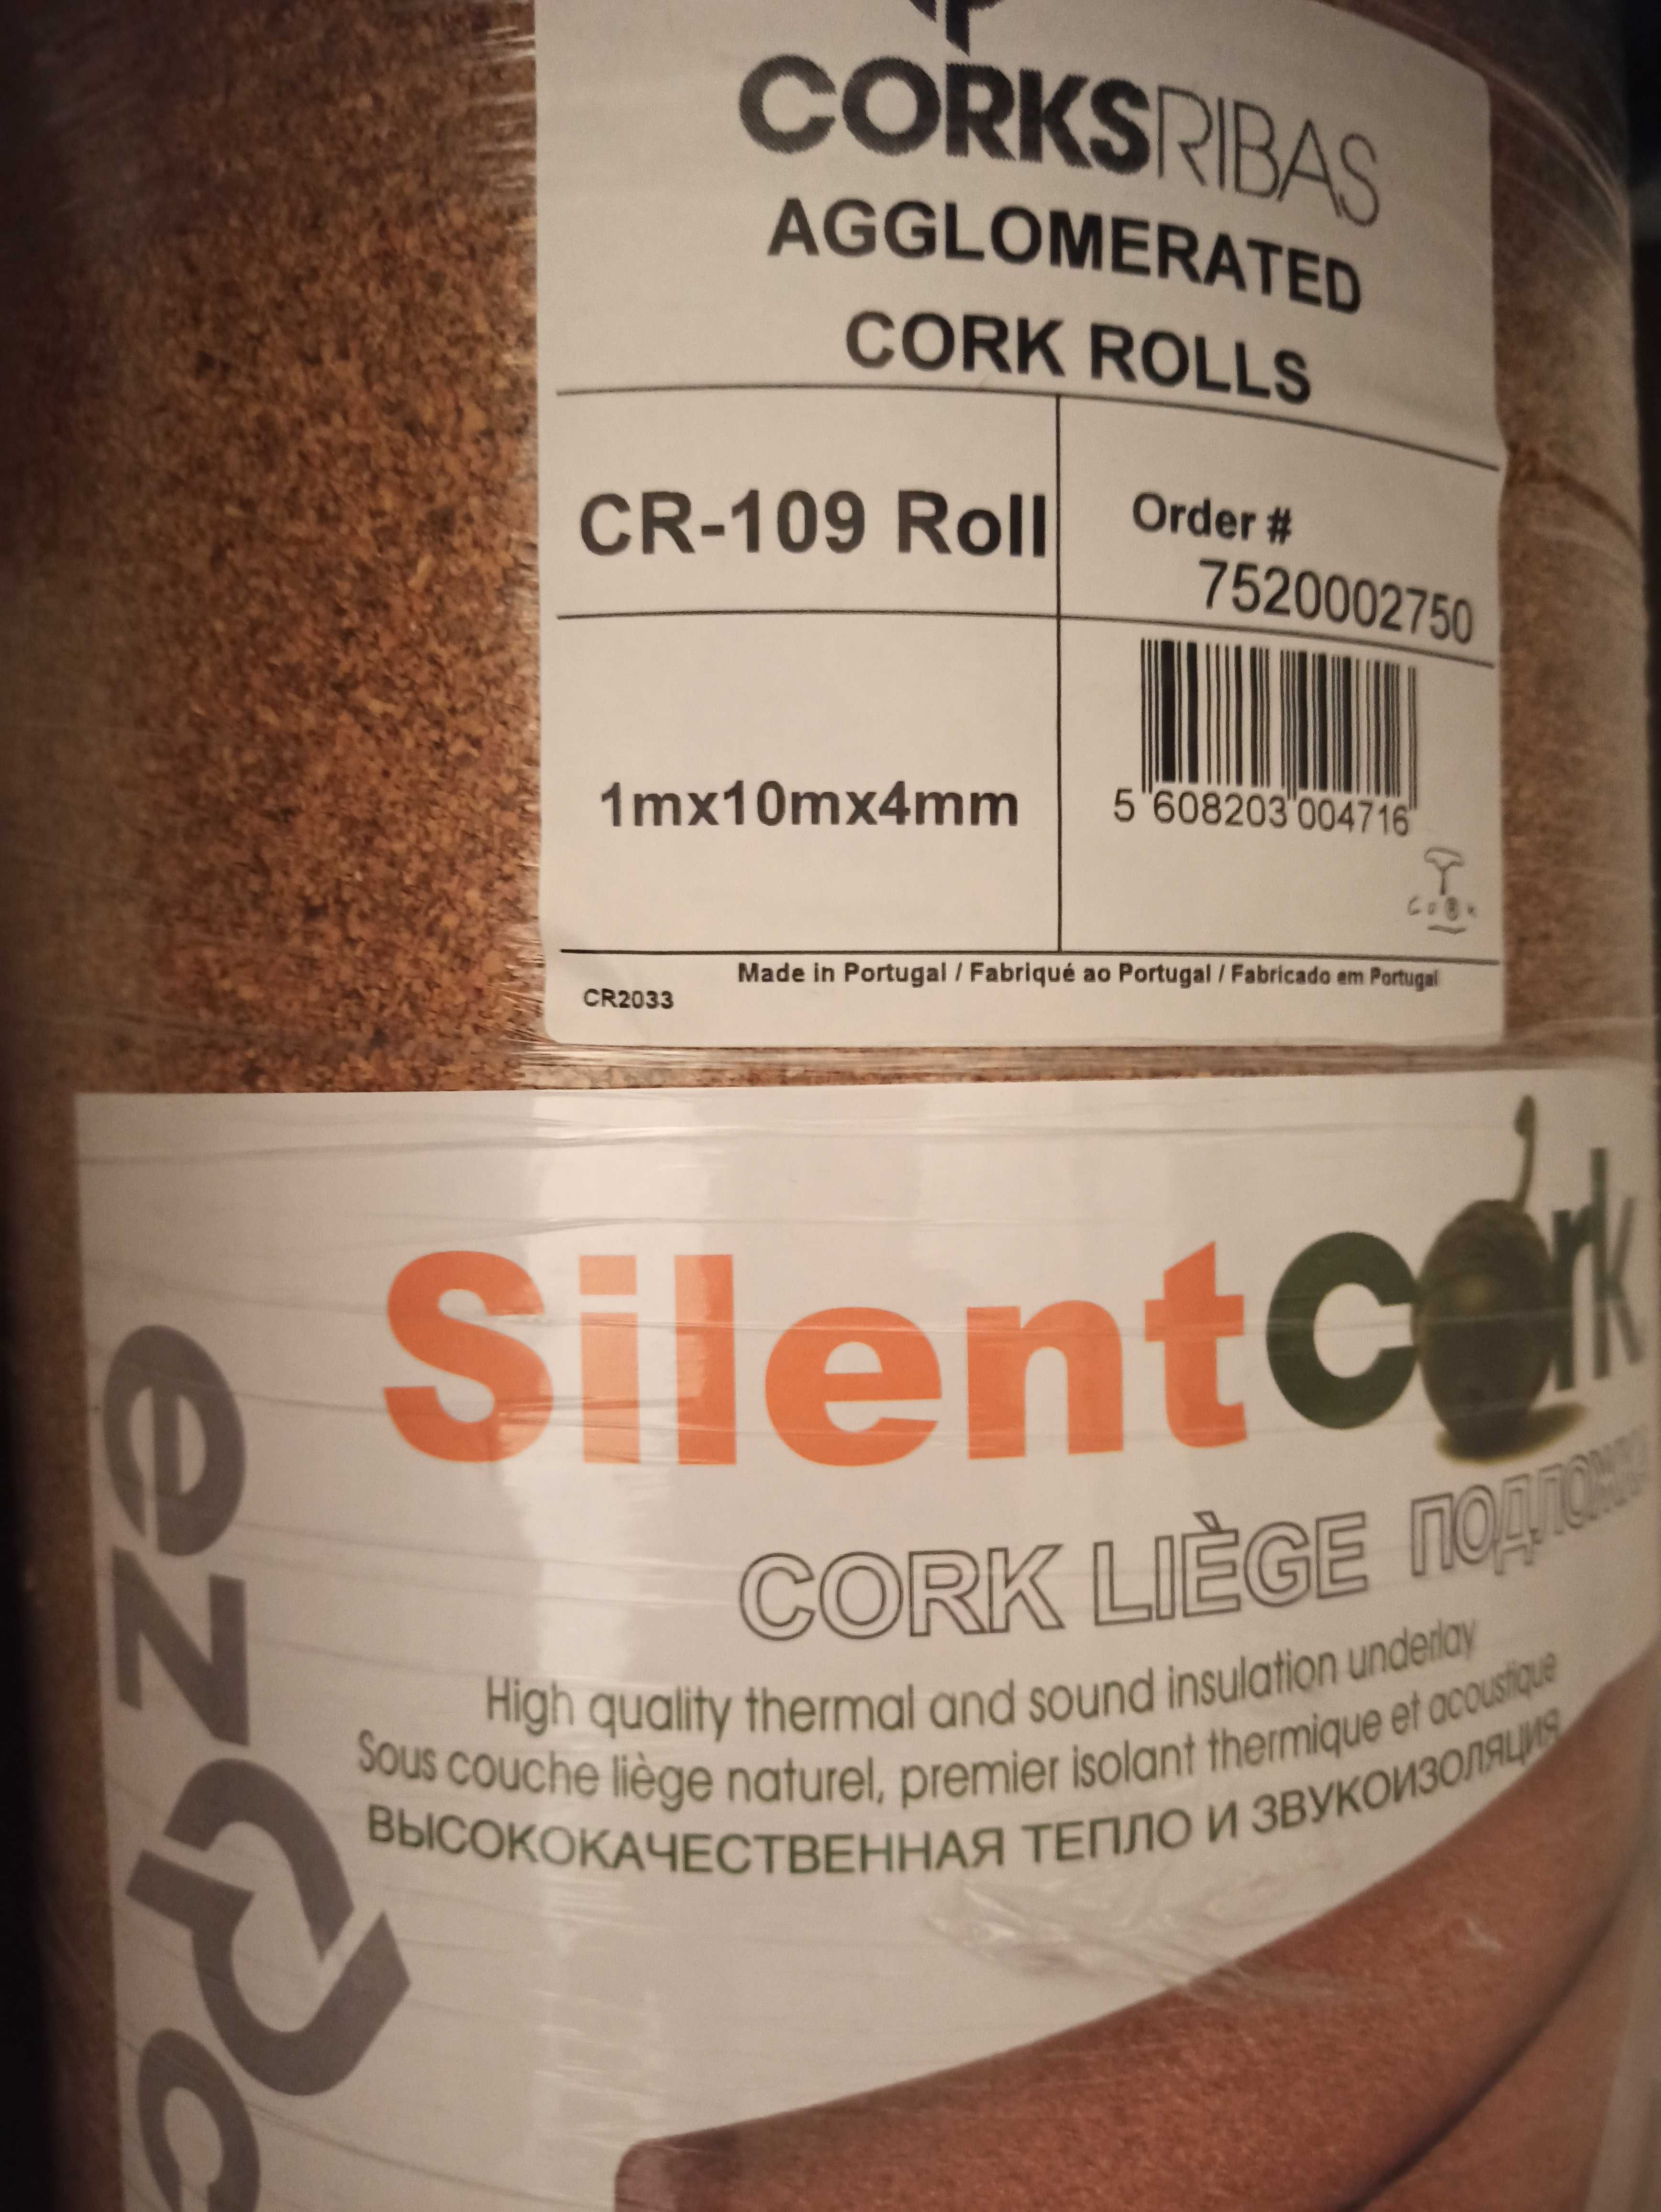 CORKSRIBAS
AGGLOMERATED
CORK ROLLS
CR-109 Roll
Order #
7520002750
1mx10mx4mm
5 608203 004716
CORK
Made in Portugal / Fabriqué ao Portugal / Fabricado em Portugal
CR2033
SilentCork
CORK LIÈGE ПОДЛОЖКА
High quality thermal and sound insulation underlay
Sous couche liège naturel, premier isolant thermique et acoustique
ВЫСОКОКАЧЕСТВЕННАЯ ТЕПЛО И ЗВУКОИЗОЛЯЦИЯ